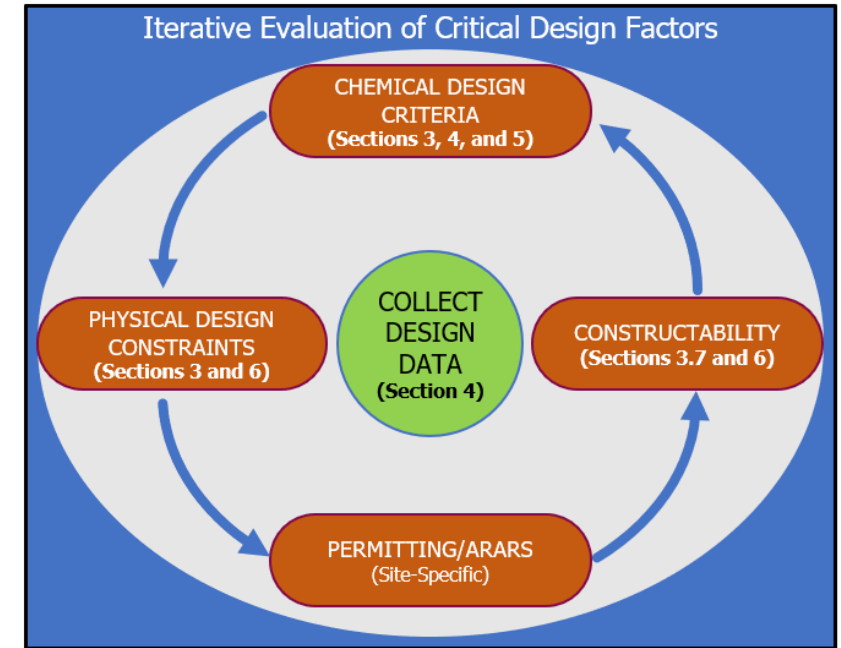 Iterative Evaluation of Critical Design Factors
CHEMICAL DESIGN
CRITERIA
(Sections 3, 4, and 5)
PHYSICAL DESIGN
CONSTRAINTS
(Sections 3 and 6)
COLLECT
DESIGN
DATA
(Section 4)
CONSTRUCTABILITY
(Sections 3.7 and 6)
PERMITTING/ARARS
(Site-Specific)